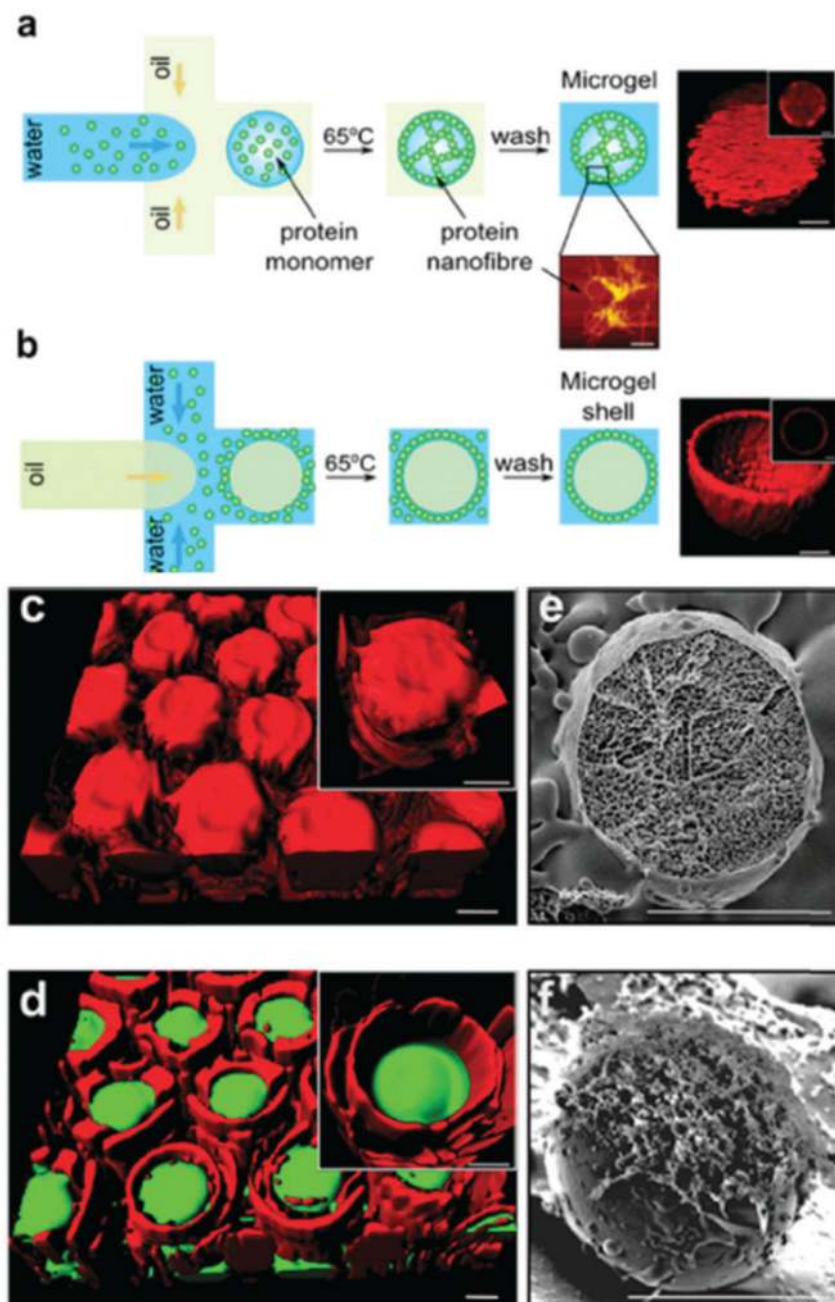 a
oil
water
oil
65°C
wash
Microgel
protein
monomer
protein
nanofibre
b
water
oil
water
65°C
wash
Microgel
shell
c
e
d
f